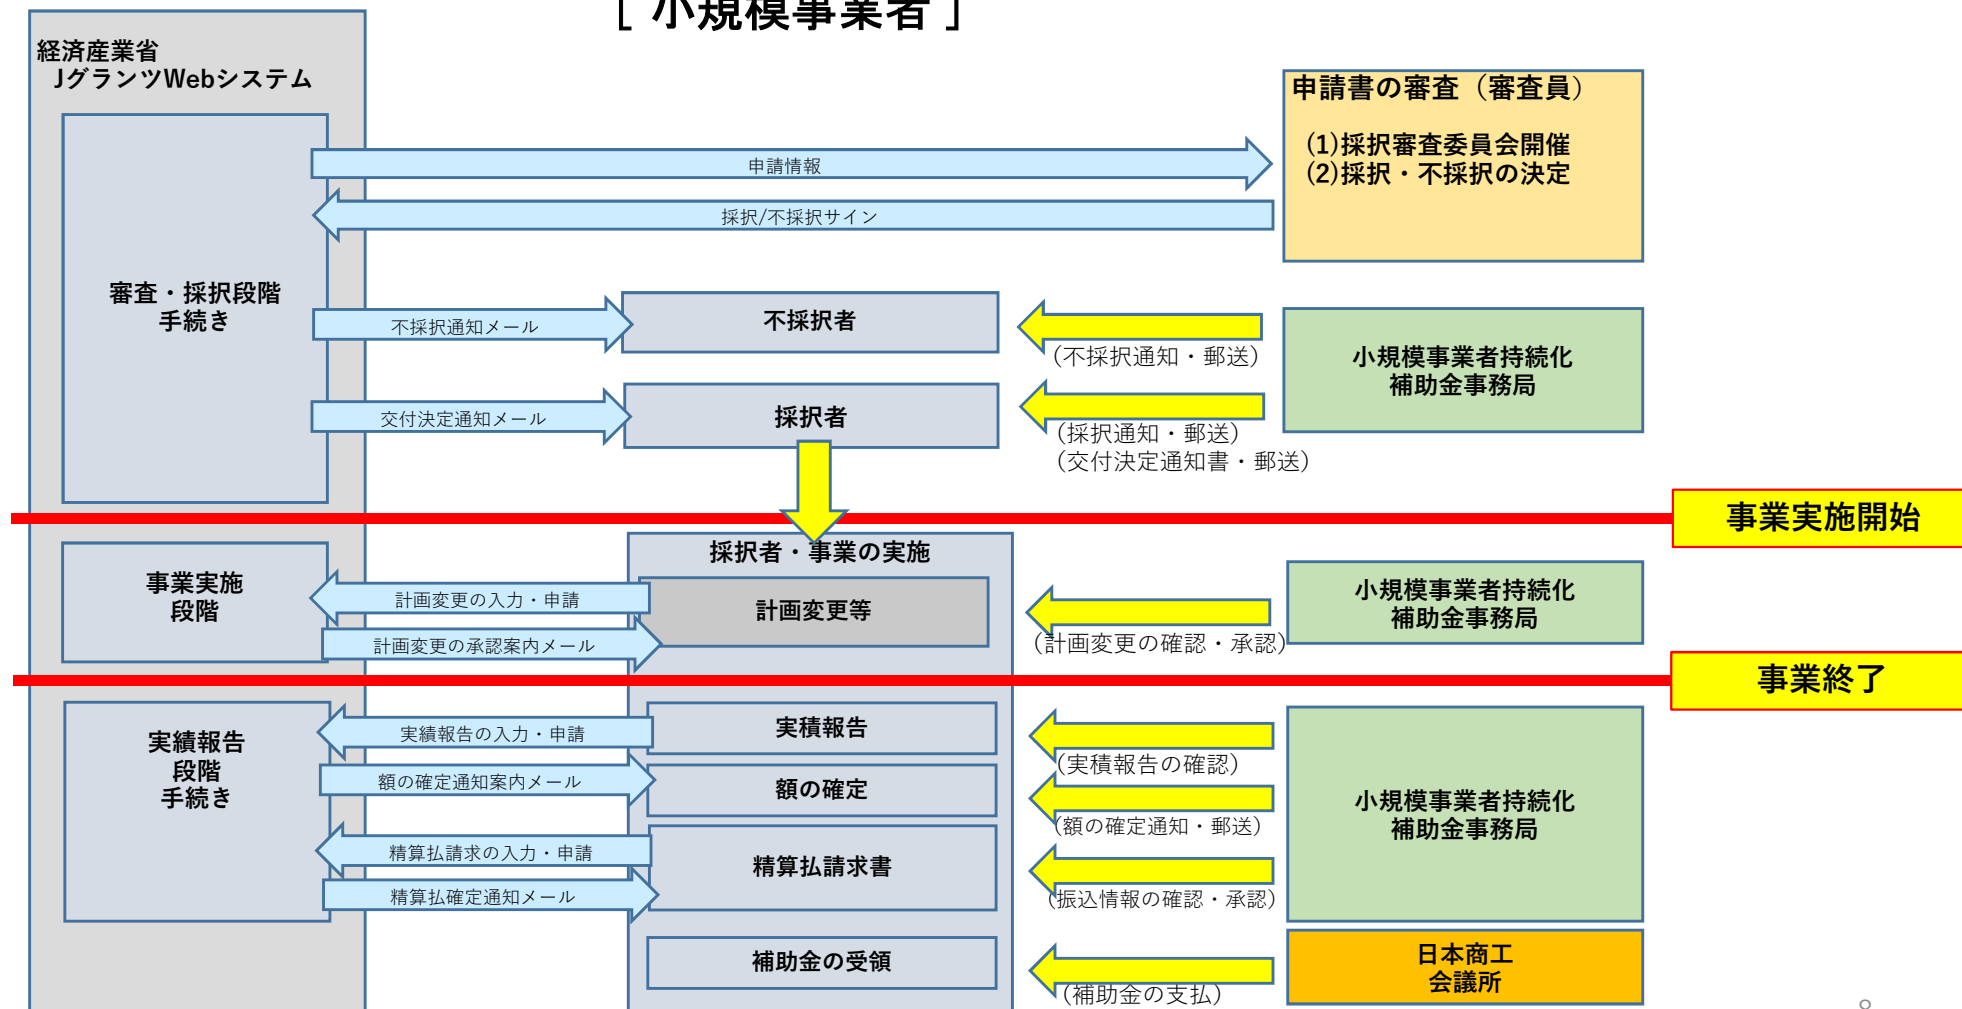 [ 小規模事業者 ]
経済産業省
JグランツWebシステム
申請書の審査（審査員）
(1)採択審査委員会開催
(2)採択・不採択の決定
申請情報
採択/不採択サイン
審査・採択段階
手続き
不採択通知メール
不採択者
(不採択通知・郵送)
小規模事業者持続化
補助金事務局
交付決定通知メール
採択者
(採択通知・郵送)
(交付決定通知書・郵送)
事業実施開始
採択者・事業の実施
事業実施
段階
計画変更の入力・申請
計画変更の承認案内メール
計画変更等
(計画変更の確認・承認)
小規模事業者持続化
補助金事務局
事業終了
実績報告
段階
手続き
実績報告の入力・申請
実積報告
(実積報告の確認)
額の確定通知案内メール
額の確定
(額の確定通知・郵送)
精算払請求の入力・申請
精算払確定通知メール
精算払請求書
(振込情報の確認・承認)
小規模事業者持続化
補助金事務局
補助金の受領
(補助金の支払)
日本商工
会議所